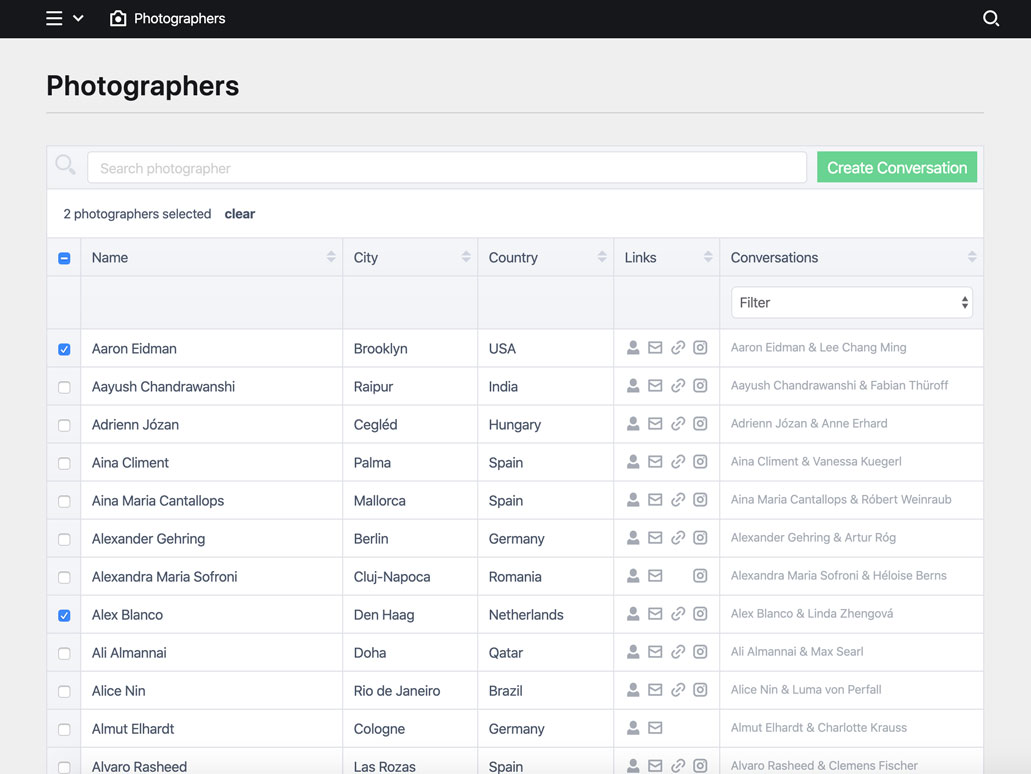 Photographers
Photographers
Search photographer
Create Conversation
2 photographers selected clear
Name City Country Links Conversations
Filter
Aaron Eidman Brooklyn USA Aaron Eidman & Lee Chang Ming
Aayush Chandrawanshi Raipur India Aayush Chandrawanshi & Fabian Thüroff
Adrienn Józan Cegléd Hungary Adrienn Józan & Anne Erhard
Aina Climent Palma Spain Aina Climent & Vanessa Kuegerl
Aina Maria Cantallops Mallorca Spain Aina Maria Cantallops & Róbert Weinraub
Alexander Gehring Berlin Germany Alexander Gehring & Artur Róg
Alexandra Maria Sofroni Cluj-Napoca Romania Alexandra Maria Sofroni & Héloise Berns
Alex Blanco Den Haag Netherlands Alex Blanco & Linda Zhengová
Ali Almannai Doha Qatar Ali Almannai & Max Searl
Alice Nin Rio de Janeiro Brazil Alice Nin & Luma von Perfall
Almut Elhardt Cologne Germany Almut Elhardt & Charlotte Krauss
Alvaro Rasheed Las Rozas Spain Alvaro Rasheed & Clemens Fischer